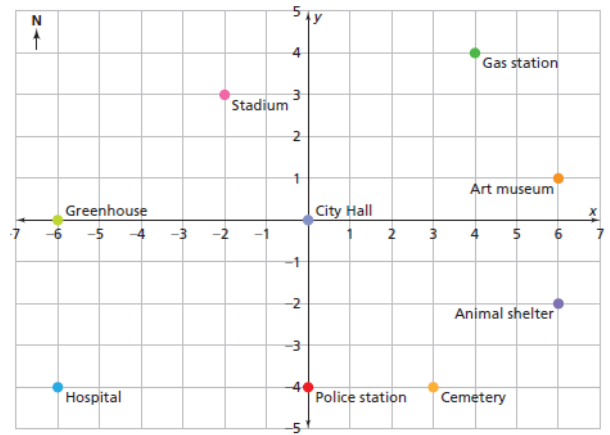 N
5 y
4
Gas station
3
Stadium
2
1
Art museum
Greenhouse City Hall x
-7 −6 −5 −4 −3 −2 −1 1 2 3 4 5 6 7
−1
−2
Animal shelter
−3
−4
Hospital Police station Cemetery
−5